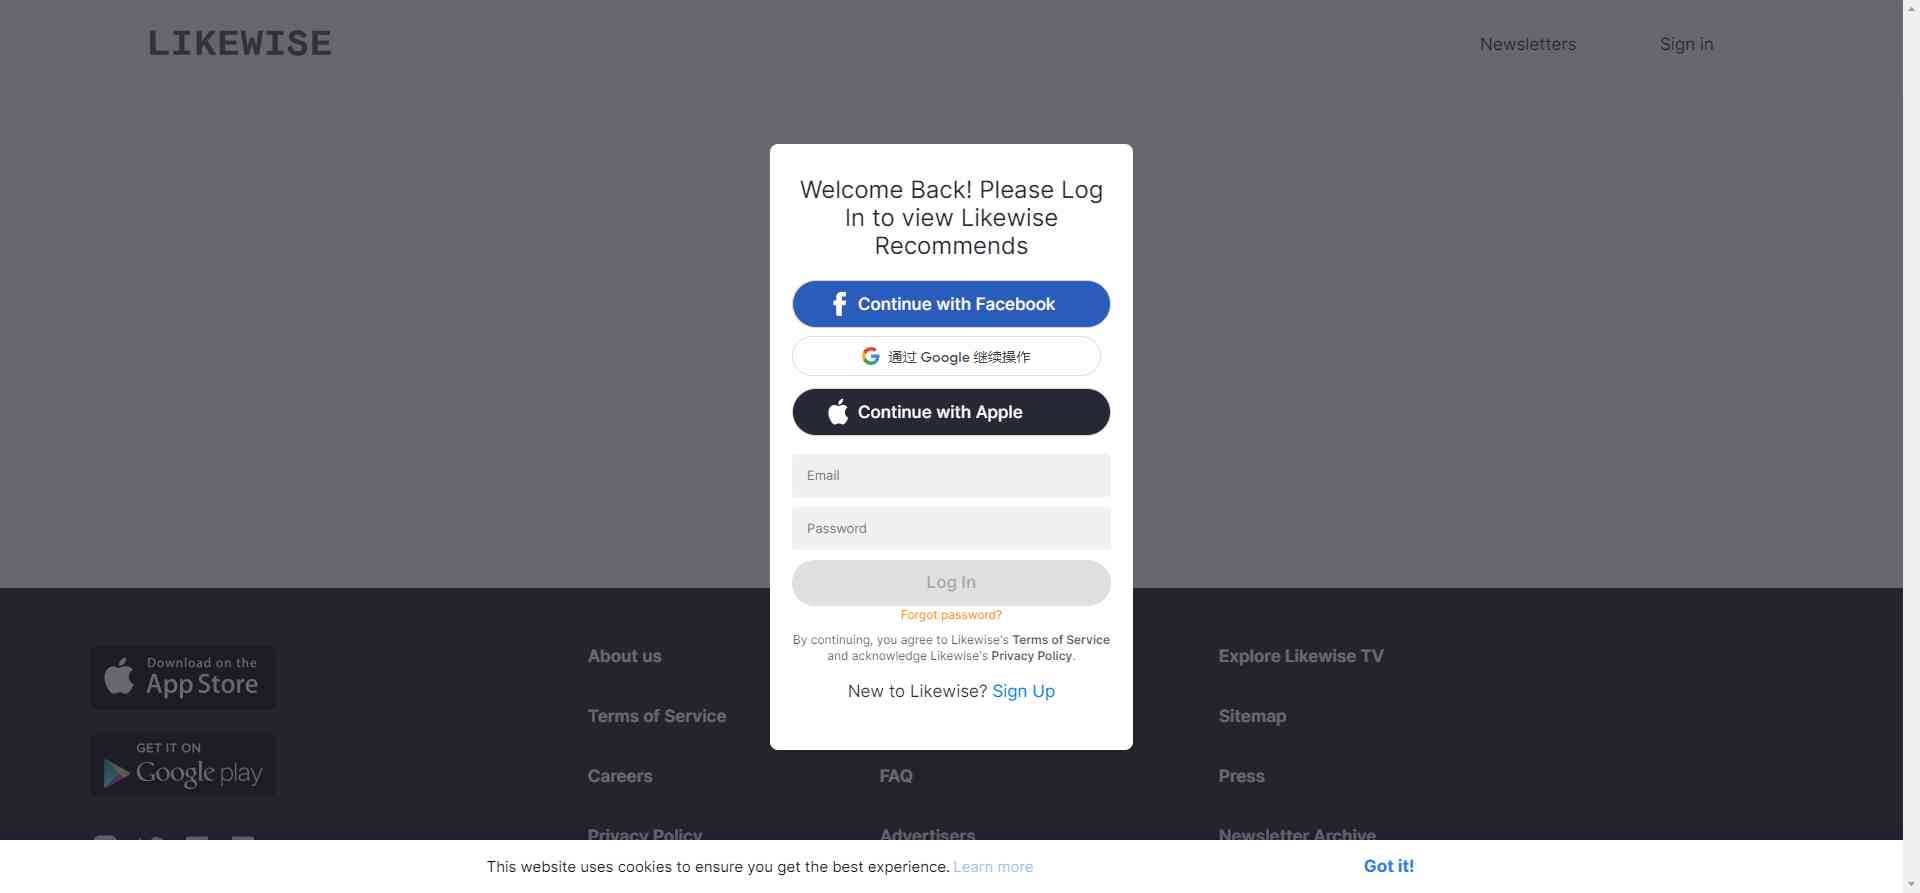 LIKEWISE
Newsletters
Sign in
Welcome Back! Please Log
In to view Likewise
Recommends
Continue with Facebook
通过 Google 继续操作
Continue with Apple
Email
Password
Log In
Forgot password?
By continuing, you agree to Likewise's Terms of Service
and acknowledge Likewise's Privacy Policy.
New to Likewise? Sign Up
Download on the
App Store
GET IT ON
Google play
About us
Terms of Service
Careers
Privacy Policy
FAQ
Advertisers
Explore Likewise TV
Sitemap
Press
Newsletter Archive
This website uses cookies to ensure you get the best experience. Learn more
Got it!